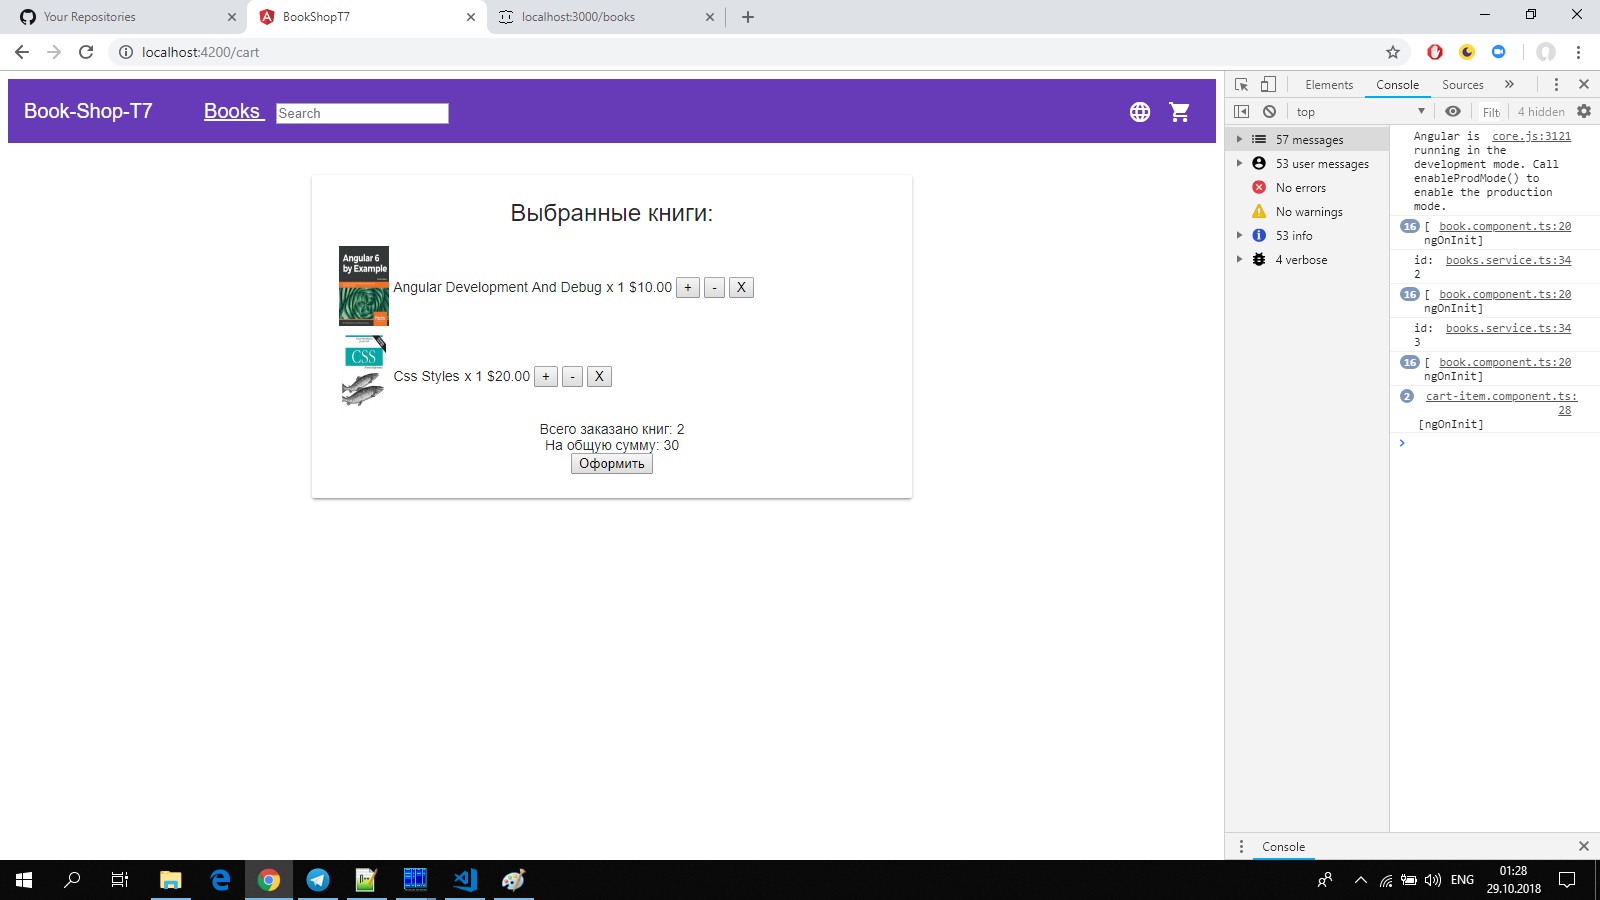 Your Repositories
BookShopT7
localhost:3000/books
localhost:4200/cart
Book-Shop-T7
Books
Search
Выбранные книги:
Angular 6
by Example
Angular Development And Debug x 1 $10.00 + - X
CSS
Css Styles x 1 $20.00 + - X
Всего заказано книг: 2
На общую сумму: 30
Оформить
Elements
Console
Sources
top
Filt
4 hidden
57 messages
53 user messages
No errors
No warnings
53 info
4 verbose
Angular is core.js:3121
running in the
development mode. Call
enableProdMode() to
enable the production
mode.
16 [ book.component.ts:20
ngOnInit]
id: books.service.ts:34
2
16 [ book.component.ts:20
ngOnInit]
id: books.service.ts:34
3
16 [ book.component.ts:20
ngOnInit]
2 cart-item.component.ts:
28
[ngOnInit]
Console
ENG
01:28
29.10.2018